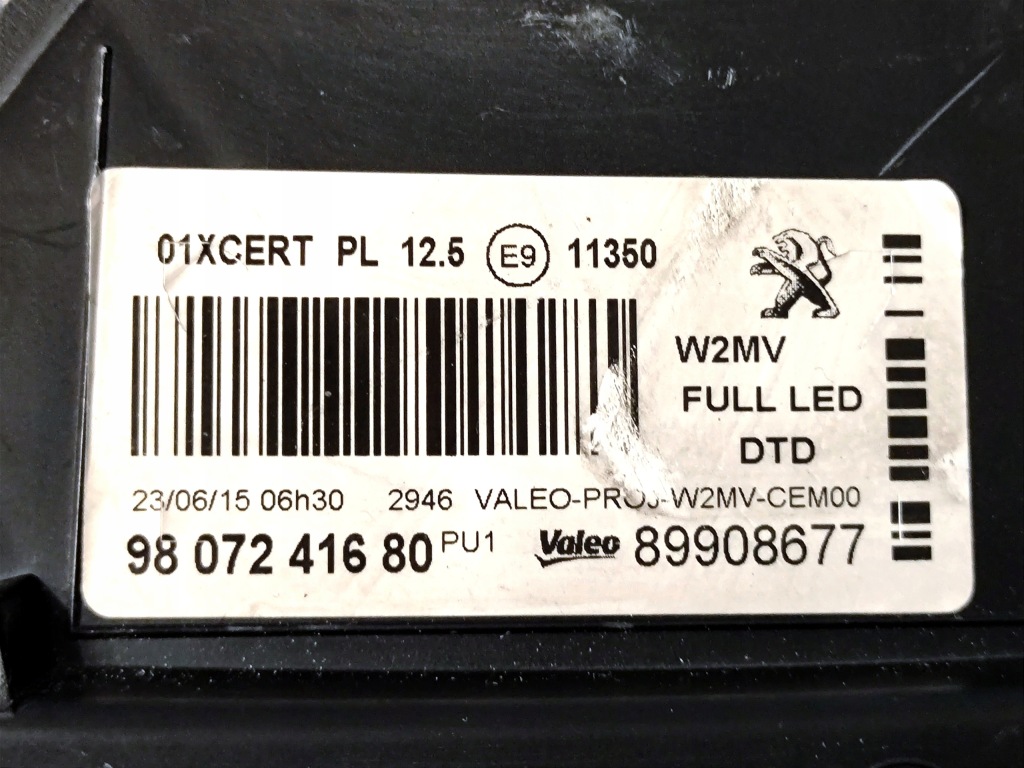 01XCERT PL 12.5 E9 11350
W2MV
FULL LED
DTD
23/06/15 06h30 2946 VALEO-PROJ-W2MV-CEM00
98 072 416 80 PU1 Valeo 89908677